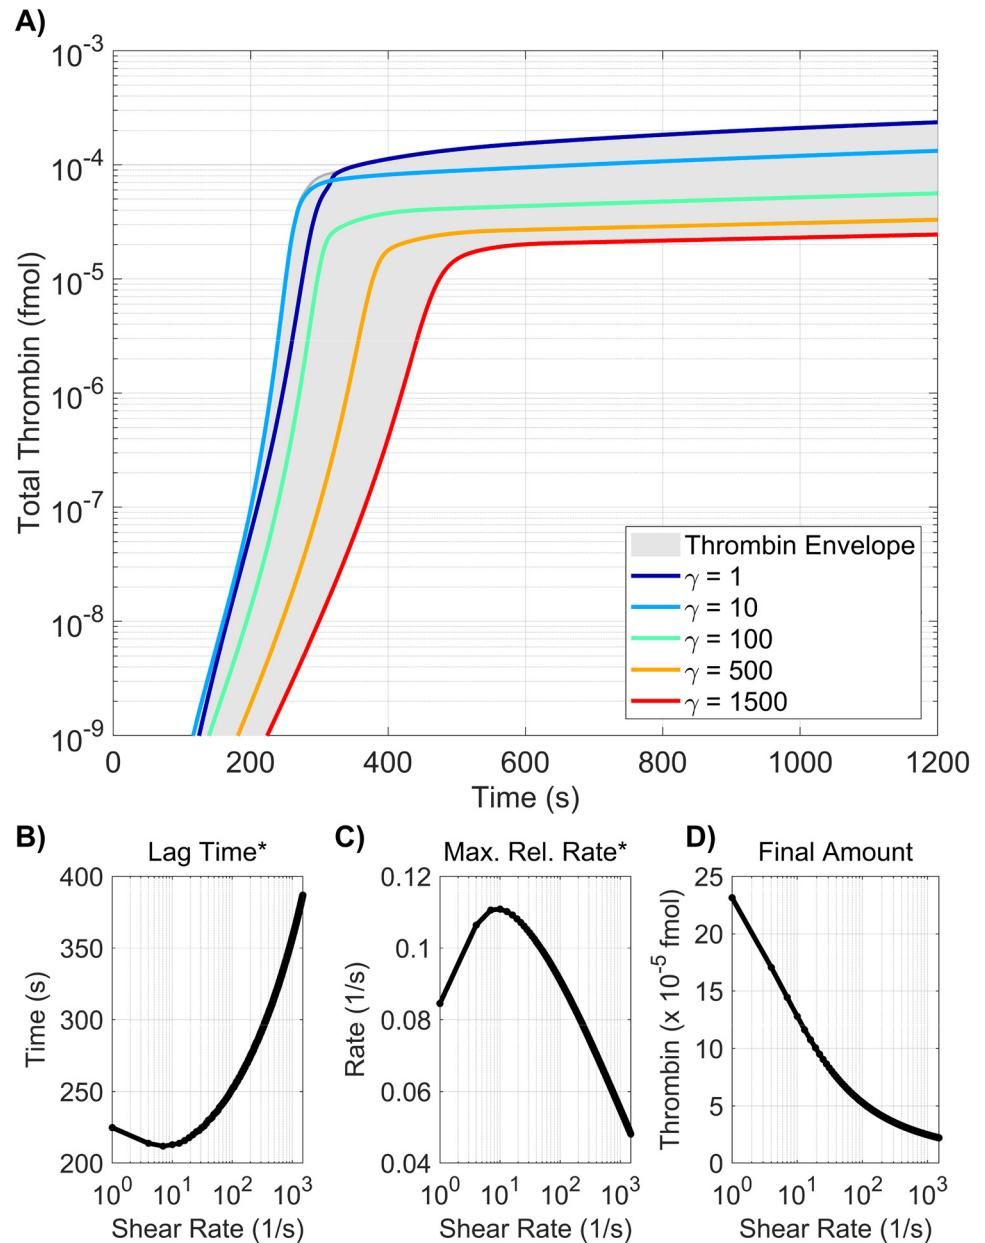 A)
Total Thrombin (fmol)
10^-3
10^-4
10^-5
10^-6
10^-7
10^-8
10^-9
0 200 400 600 800 1000 1200
Time (s)
Thrombin Envelope
γ = 1
γ = 10
γ = 100
γ = 500
γ = 1500
B)
Lag Time*
Time (s)
400
350
300
250
200
10^0 10^1 10^2 10^3
Shear Rate (1/s)
C)
Max. Rel. Rate*
Rate (1/s)
0.12
0.1
0.08
0.06
0.04
10^0 10^1 10^2 10^3
Shear Rate (1/s)
D)
Final Amount
Thrombin (x 10^-5 fmol)
25
20
15
10
5
0
10^0 10^1 10^2 10^3
Shear Rate (1/s)